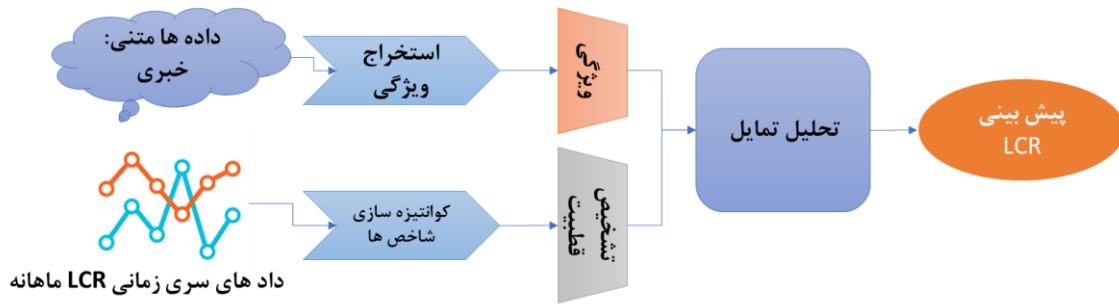 داده ها متنی:
خبری
استخراج
ویژگی
ویژگی
تحلیل تمایل
پیش بینی
LCR
کوانتیزه سازی
شاخص ها
تشخیص
قطبیت
داد های سری زمانی LCR ماهانه